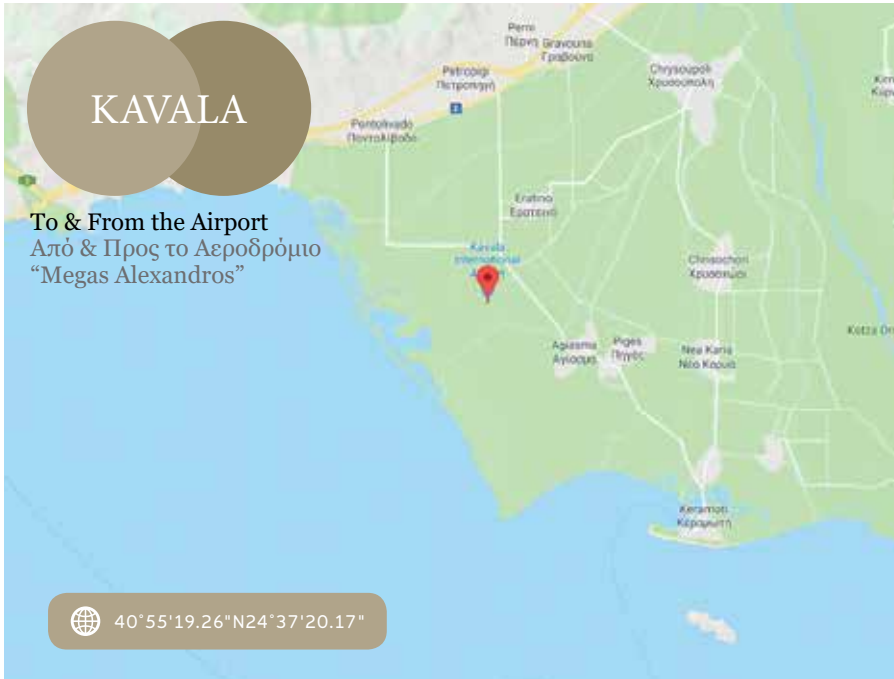 KAVALA
To & From the Airport
Από & Προς το Αεροδρόμιο
“Megas Alexandros”
Perni
Πέρνη
Gravouna
Γραβούνα
Petropigi
Πετροπηγή
2
Pontolivado
Ποντολίβαδο
Chrysoupoli
Χρυσούπολη
Eratino
Ερατεινό
Kavala
International
Chrisochori
Χρυσοχώρι
Agiasma
Αγίασμα
Piges
Πηγές
Nea Karia
Νέα Καρυά
Keramoti
Κεραμωτή
40°55'19.26"N24°37'20.17"